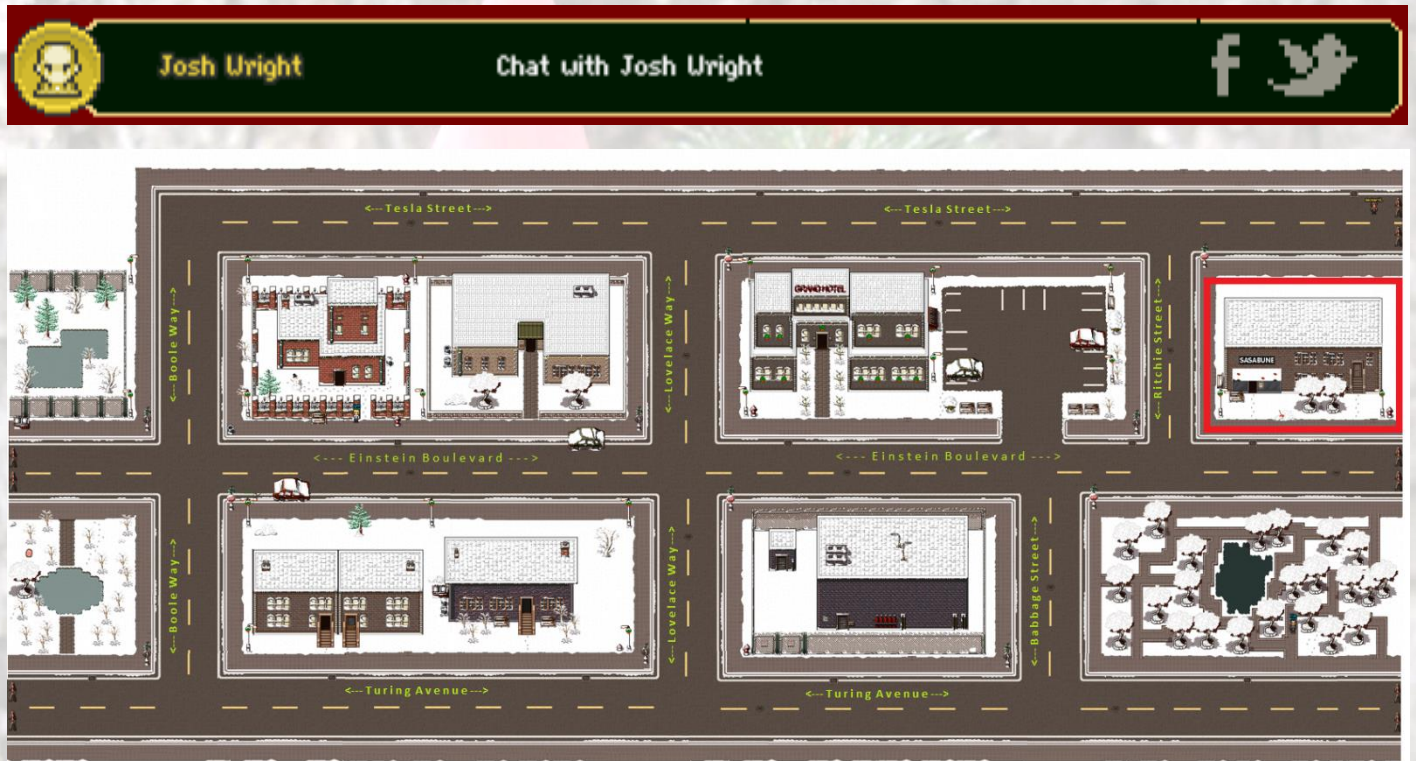 Josh Wright
Chat with Josh Wright
f
<---Tesla Street--->
<---Tesla Street--->
<---Boole Way--->
<---Lovelace Way--->
GRAND HOTEL
<---Ritchie Street--->
SASABUNE
<--- Einstein Boulevard --->
<--- Einstein Boulevard --->
<---Boole Way--->
<---Lovelace Way--->
<---Babbage Street--->
<---Turing Avenue--->
<---Turing Avenue--->